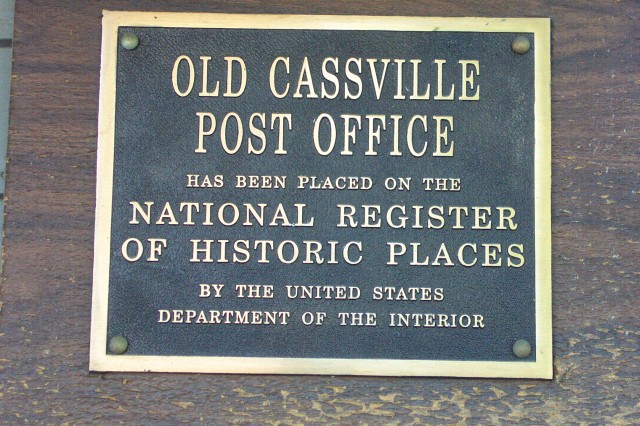 OLD CASSVILLE
POST OFFICE
HAS BEEN PLACED ON THE
NATIONAL REGISTER
OF HISTORIC PLACES
BY THE UNITED STATES
DEPARTMENT OF THE INTERIOR